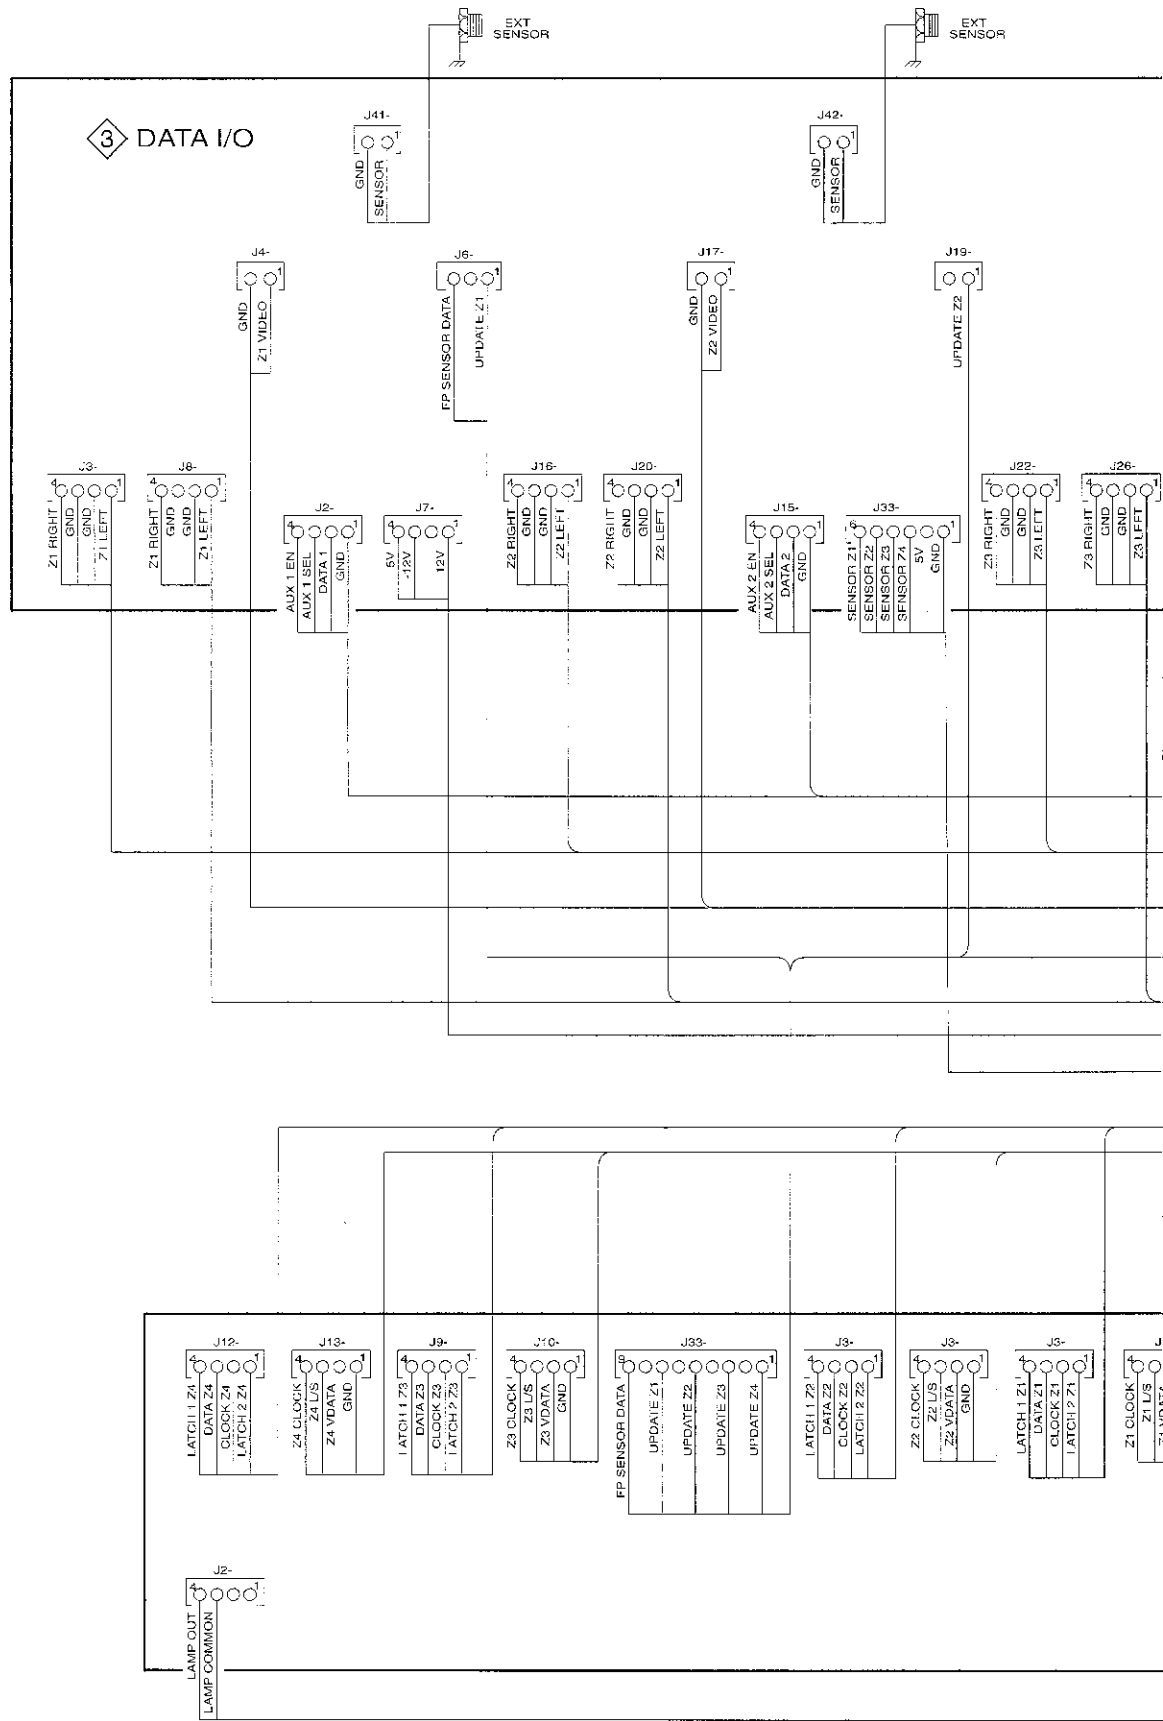 EXT
SENSOR
EXT
SENSOR
3 DATA I/O
J41-
1
GND
SENSOR
J42-
1
GND
SENSOR
J4-
1
GND
Z1 VIDEO
J6-
1
FP SENSOR DATA
UPDATE Z1
J17-
1
GND
Z2 VIDEO
J19-
1
UPDATE Z2
J3-
4
1
Z1 RIGHT
GND
GND
Z1 LEFT
J8-
4
1
Z1 RIGHT
GND
GND
Z1 LEFT
J2-
4
1
AUX 1 EN
AUX 1 SEL
DATA 1
GND
J7-
4
1
5V
-12V
12V
J16-
4
1
Z2 RIGHT
GND
GND
Z2 LEFT
J20-
4
1
Z2 RIGHT
GND
GND
Z2 LEFT
J15-
4
1
AUX 2 EN
AUX 2 SEL
DATA 2
GND
J33-
6
1
SENSOR Z1
SENSOR Z2
SENSOR Z3
SENSOR Z4
5V
GND
J22-
4
1
Z3 RIGHT
GND
GND
Z3 LEFT
J26-
4
1
Z3 RIGHT
GND
GND
Z3 LEFT
J12-
4
1
LATCH 1 Z4
DATA Z4
CLOCK Z4
LATCH 2 Z4
J13-
4
1
Z4 CLOCK
Z4 L/S
Z4 VDATA
GND
J9-
4
1
LATCH 1 Z3
DATA Z3
CLOCK Z3
LATCH 2 Z3
J10-
4
1
Z3 CLOCK
Z3 L/S
Z3 VDATA
GND
J33-
9
1
FP SENSOR DATA
UPDATE Z1
UPDATE Z2
UPDATE Z3
UPDATE Z4
J3-
4
1
LATCH 1 Z2
DATA Z2
CLOCK Z2
LATCH 2 Z2
J3-
4
1
Z2 CLOCK
Z2 L/S
Z2 VDATA
GND
J3-
4
1
LATCH 1 Z1
DATA Z1
CLOCK Z1
LATCH 2 Z1
J
4
Z1 CLOCK
Z1 L/S
Z1 VDATA
J2-
4
1
LAMP OUT
LAMP COMMON